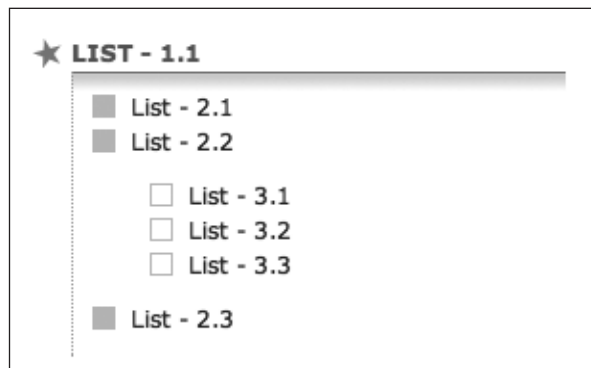 LIST - 1.1
List - 2.1
List - 2.2
List - 3.1
List - 3.2
List - 3.3
List - 2.3